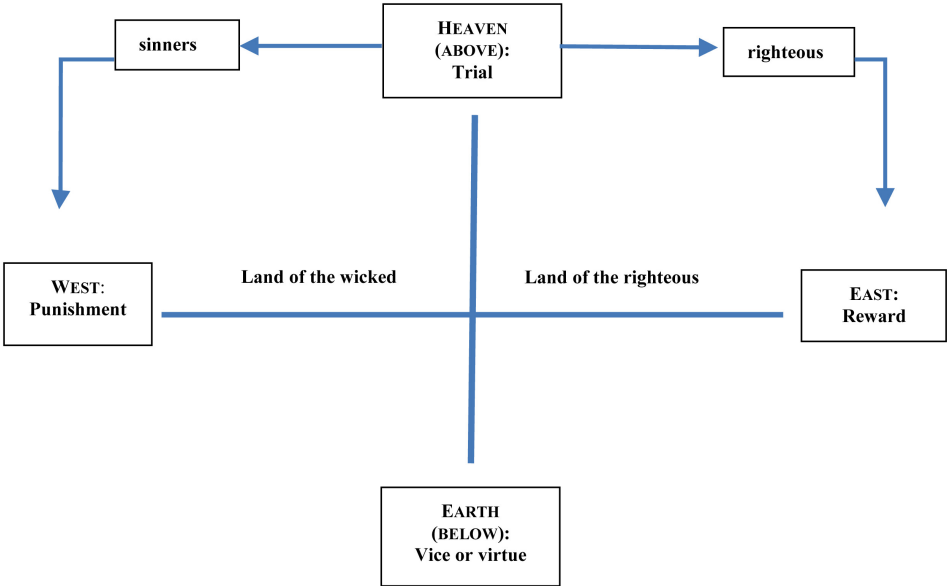 sinners
HEAVEN
(ABOVE):
Trial
righteous
Land of the wicked
Land of the righteous
WEST:
Punishment
EAST:
Reward
EARTH
(BELOW):
Vice or virtue